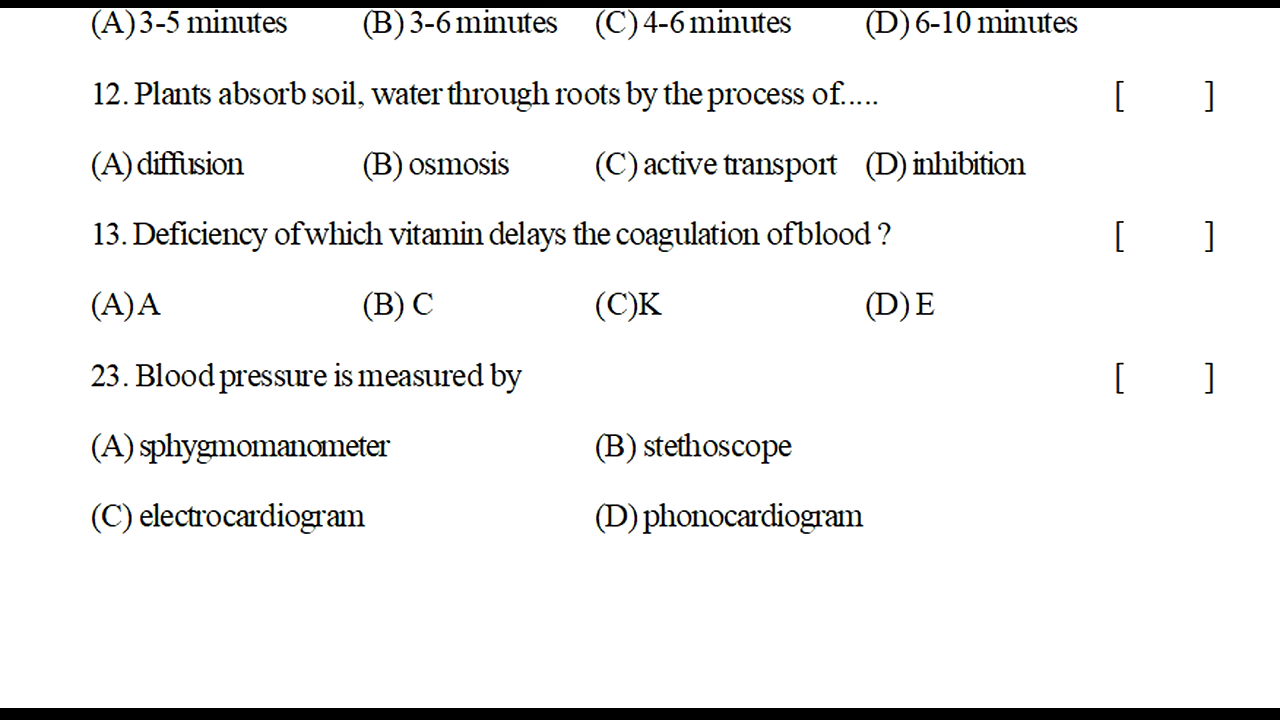 (A) 3-5 minutes (B) 3-6 minutes (C) 4-6 minutes (D) 6-10 minutes
12. Plants absorb soil, water through roots by the process of..... [ ]
(A) diffusion (B) osmosis (C) active transport (D) inhibition
13. Deficiency of which vitamin delays the coagulation of blood ? [ ]
(A) A (B) C (C)K (D) E
23. Blood pressure is measured by [ ]
(A) sphygmomanometer (B) stethoscope
(C) electrocardiogram (D) phonocardiogram